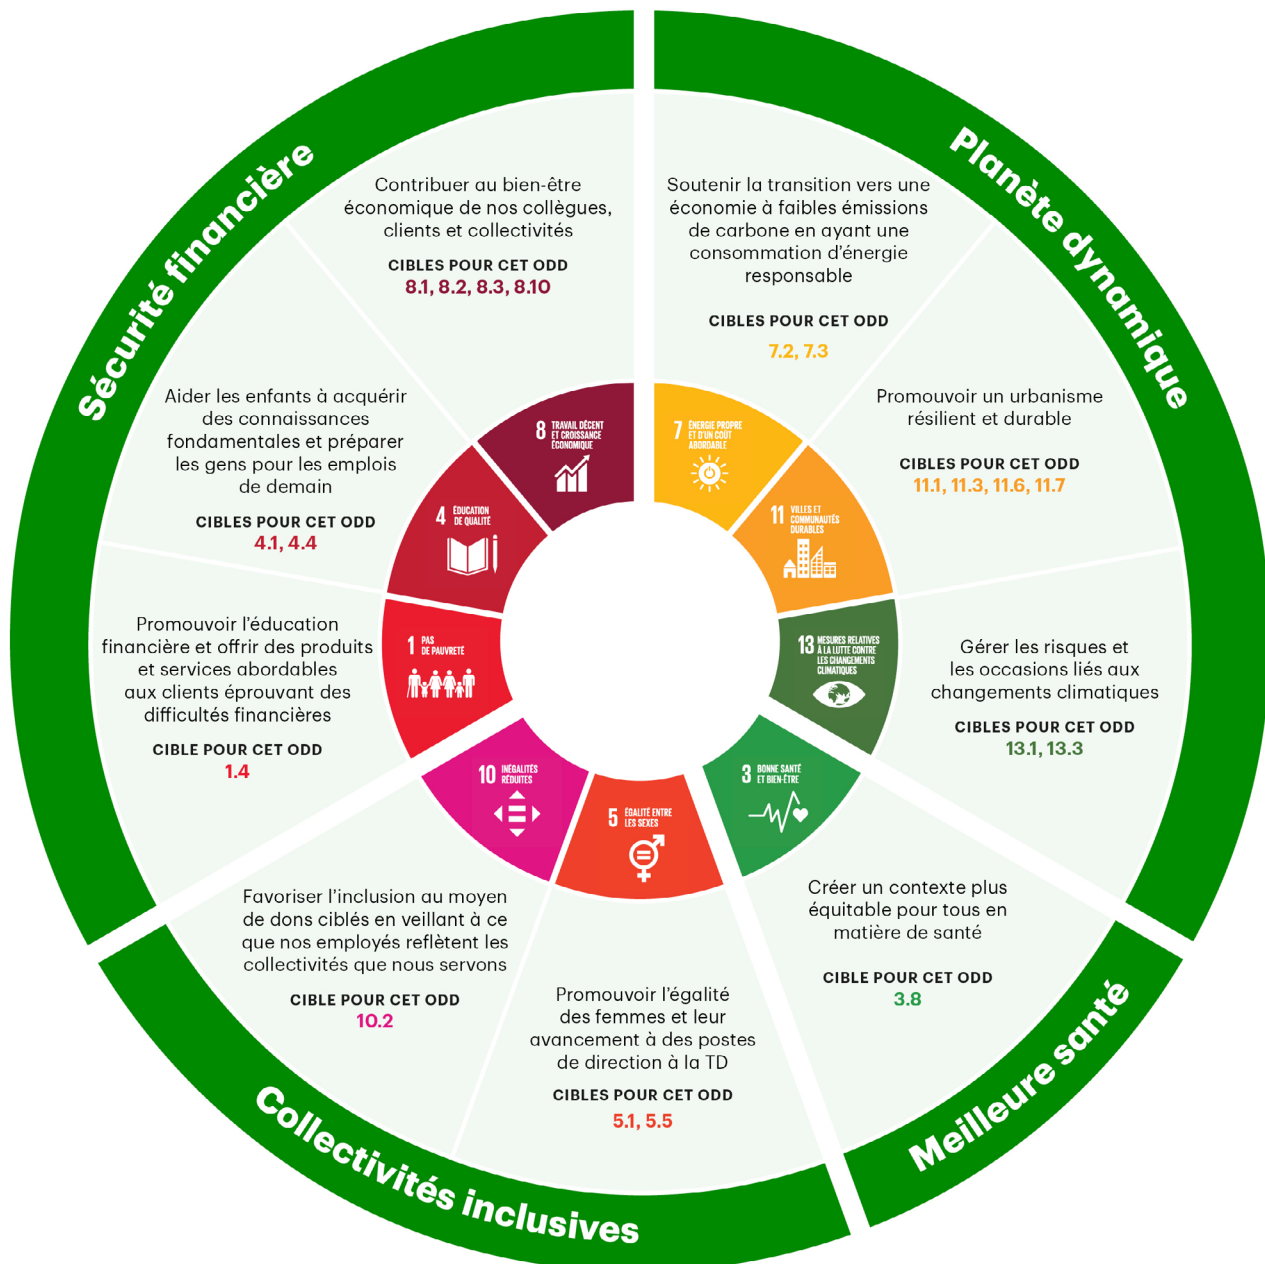 Sécurité financière
Contribuer au bien-être
économique de nos collègues,
clients et collectivités
CIBLES POUR CET ODD
8.1, 8.2, 8.3, 8.10
8 TRAVAIL DÉCENT
ET CROISSANCE
ÉCONOMIQUE
Aider les enfants à acquérir
des connaissances
fondamentales et préparer
les gens pour les emplois
de demain
CIBLES POUR CET ODD
4.1, 4.4
4 ÉDUCATION
DE QUALITÉ
Promouvoir l’éducation
financière et offrir des produits
et services abordables
aux clients éprouvant des
difficultés financières
CIBLE POUR CET ODD
1.4
1 PAS
DE PAUVRETÉ
Planète dynamique
Soutenir la transition vers une
économie à faibles émissions
de carbone en ayant une
consommation d’énergie
responsable
CIBLES POUR CET ODD
7.2, 7.3
7 ÉNERGIE PROPRE
ET D’UN COÛT
ABORDABLE
Promouvoir un urbanisme
résilient et durable
CIBLES POUR CET ODD
11.1, 11.3, 11.6, 11.7
11 VILLES ET
COMMUNAUTÉS
DURABLES
Gérer les risques et
les occasions liés aux
changements climatiques
CIBLES POUR CET ODD
13.1, 13.3
13 MESURES RELATIVES
À LA LUTTE CONTRE
LES CHANGEMENTS
CLIMATIQUES
Meilleure santé
Créer un contexte plus
équitable pour tous en
matière de santé
CIBLE POUR CET ODD
3.8
3 BONNE SANTÉ
ET BIEN-ÊTRE
Collectivités inclusives
Favoriser l’inclusion au moyen
de dons ciblés en veillant à ce
que nos employés reflètent les
collectivités que nous servons
CIBLE POUR CET ODD
10.2
10 INÉGALITÉS
RÉDUITES
Promouvoir l’égalité
des femmes et leur
avancement à des postes
de direction à la TD
CIBLES POUR CET ODD
5.1, 5.5
5 ÉGALITÉ ENTRE
LES SEXES